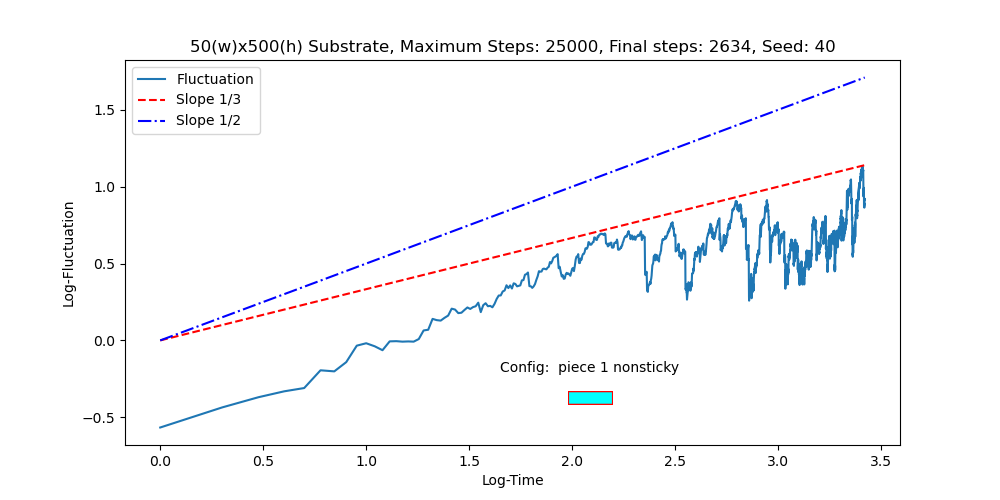 50(w)x500(h) Substrate, Maximum Steps: 25000, Final steps: 2634, Seed: 40
Fluctuation
Slope 1/3
Slope 1/2
1.5
1.0
0.5
0.0
−0.5
Log-Fluctuation
Config:  piece 1 nonsticky
0.0 0.5 1.0 1.5 2.0 2.5 3.0 3.5
Log-Time